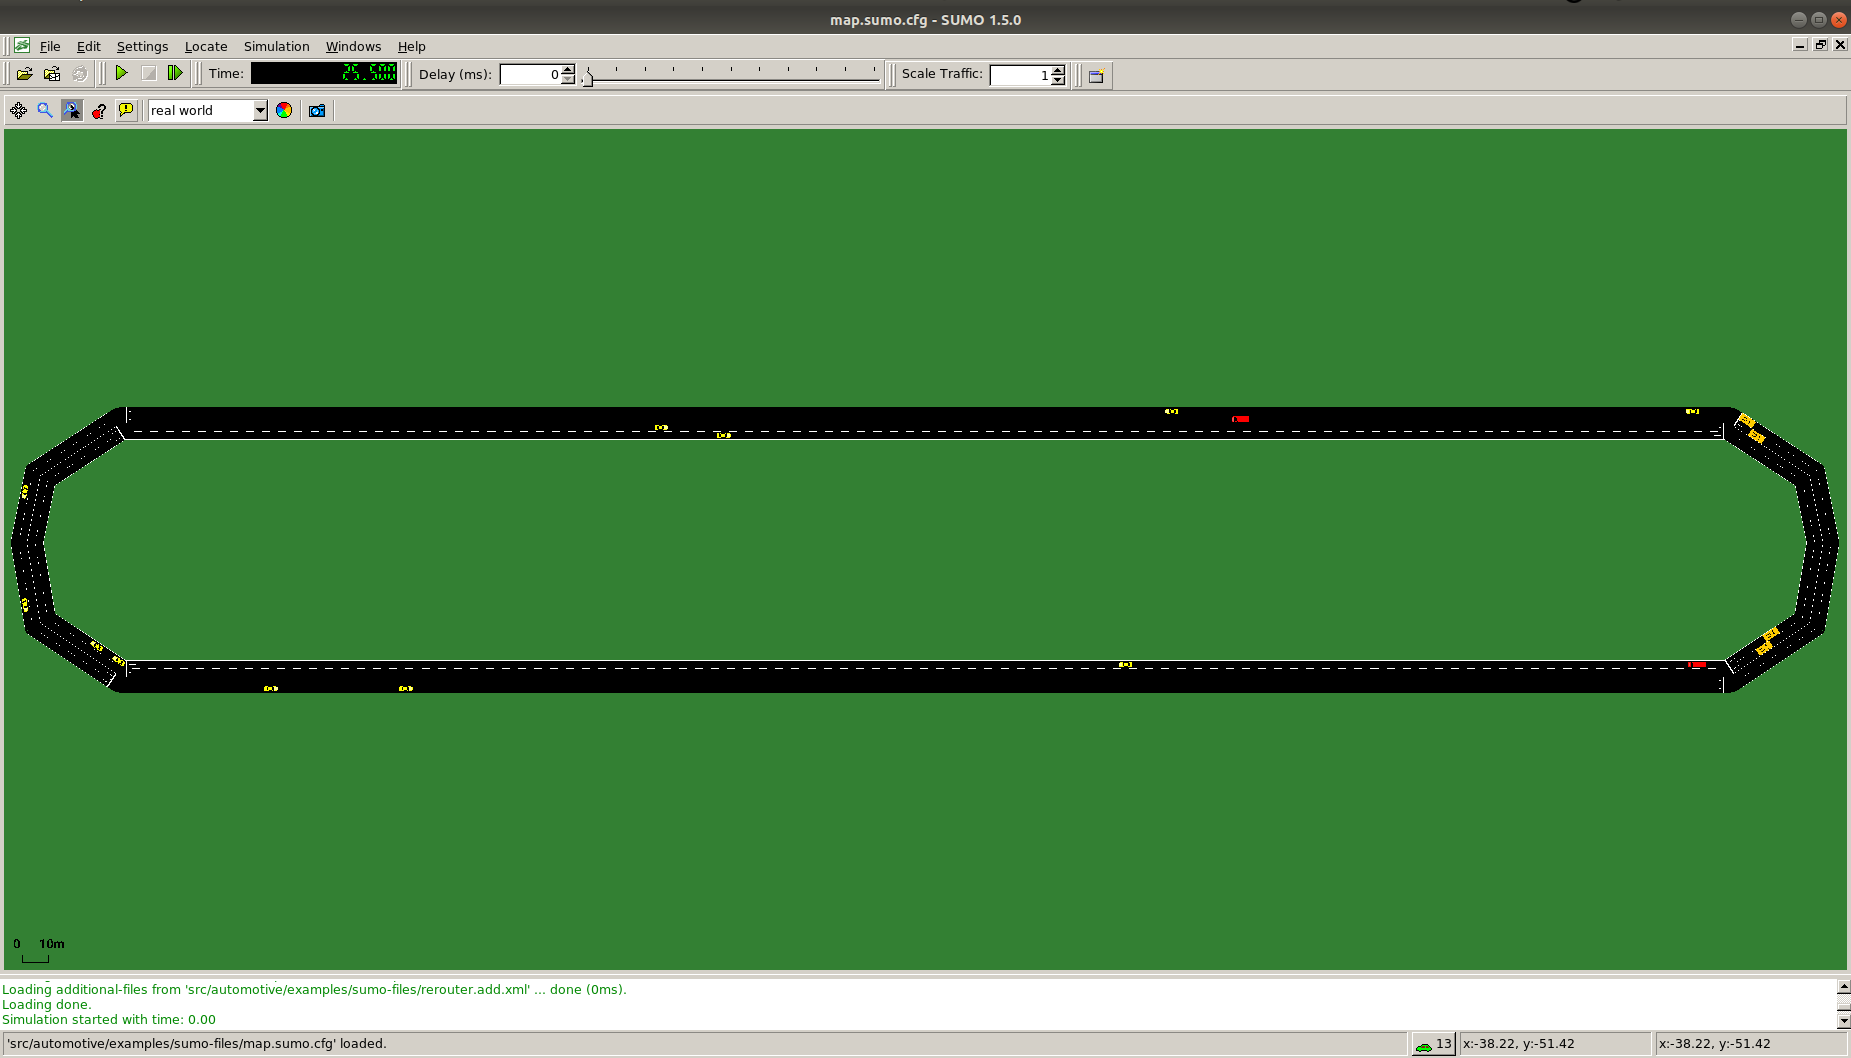 map.sumo.cfg - SUMO 1.5.0
File Edit Settings Locate Simulation Windows Help
Time: 25.500 Delay (ms): 0 Scale Traffic: 1
real world
0 10m
Loading additional-files from 'src/automotive/examples/sumo-files/rerouter.add.xml' ... done (0ms).
Loading done.
Simulation started with time: 0.00
'src/automotive/examples/sumo-files/map.sumo.cfg' loaded. 13 x:-38.22, y:-51.42 x:-38.22, y:-51.42